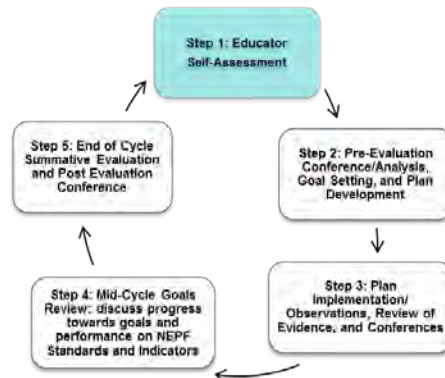 Step 1: Educator
Self-Assessment
Step 2: Pre-Evaluation
Conference/Analysis,
Goal Setting, and Plan
Development
Step 3: Plan
Implementation/
Observations, Review of
Evidence, and Conferences
Step 4: Mid-Cycle Goals
Review: discuss progress
towards goals and
performance on NEPF
Standards and Indicators
Step 5: End of Cycle
Summative Evaluation
and Post Evaluation
Conference